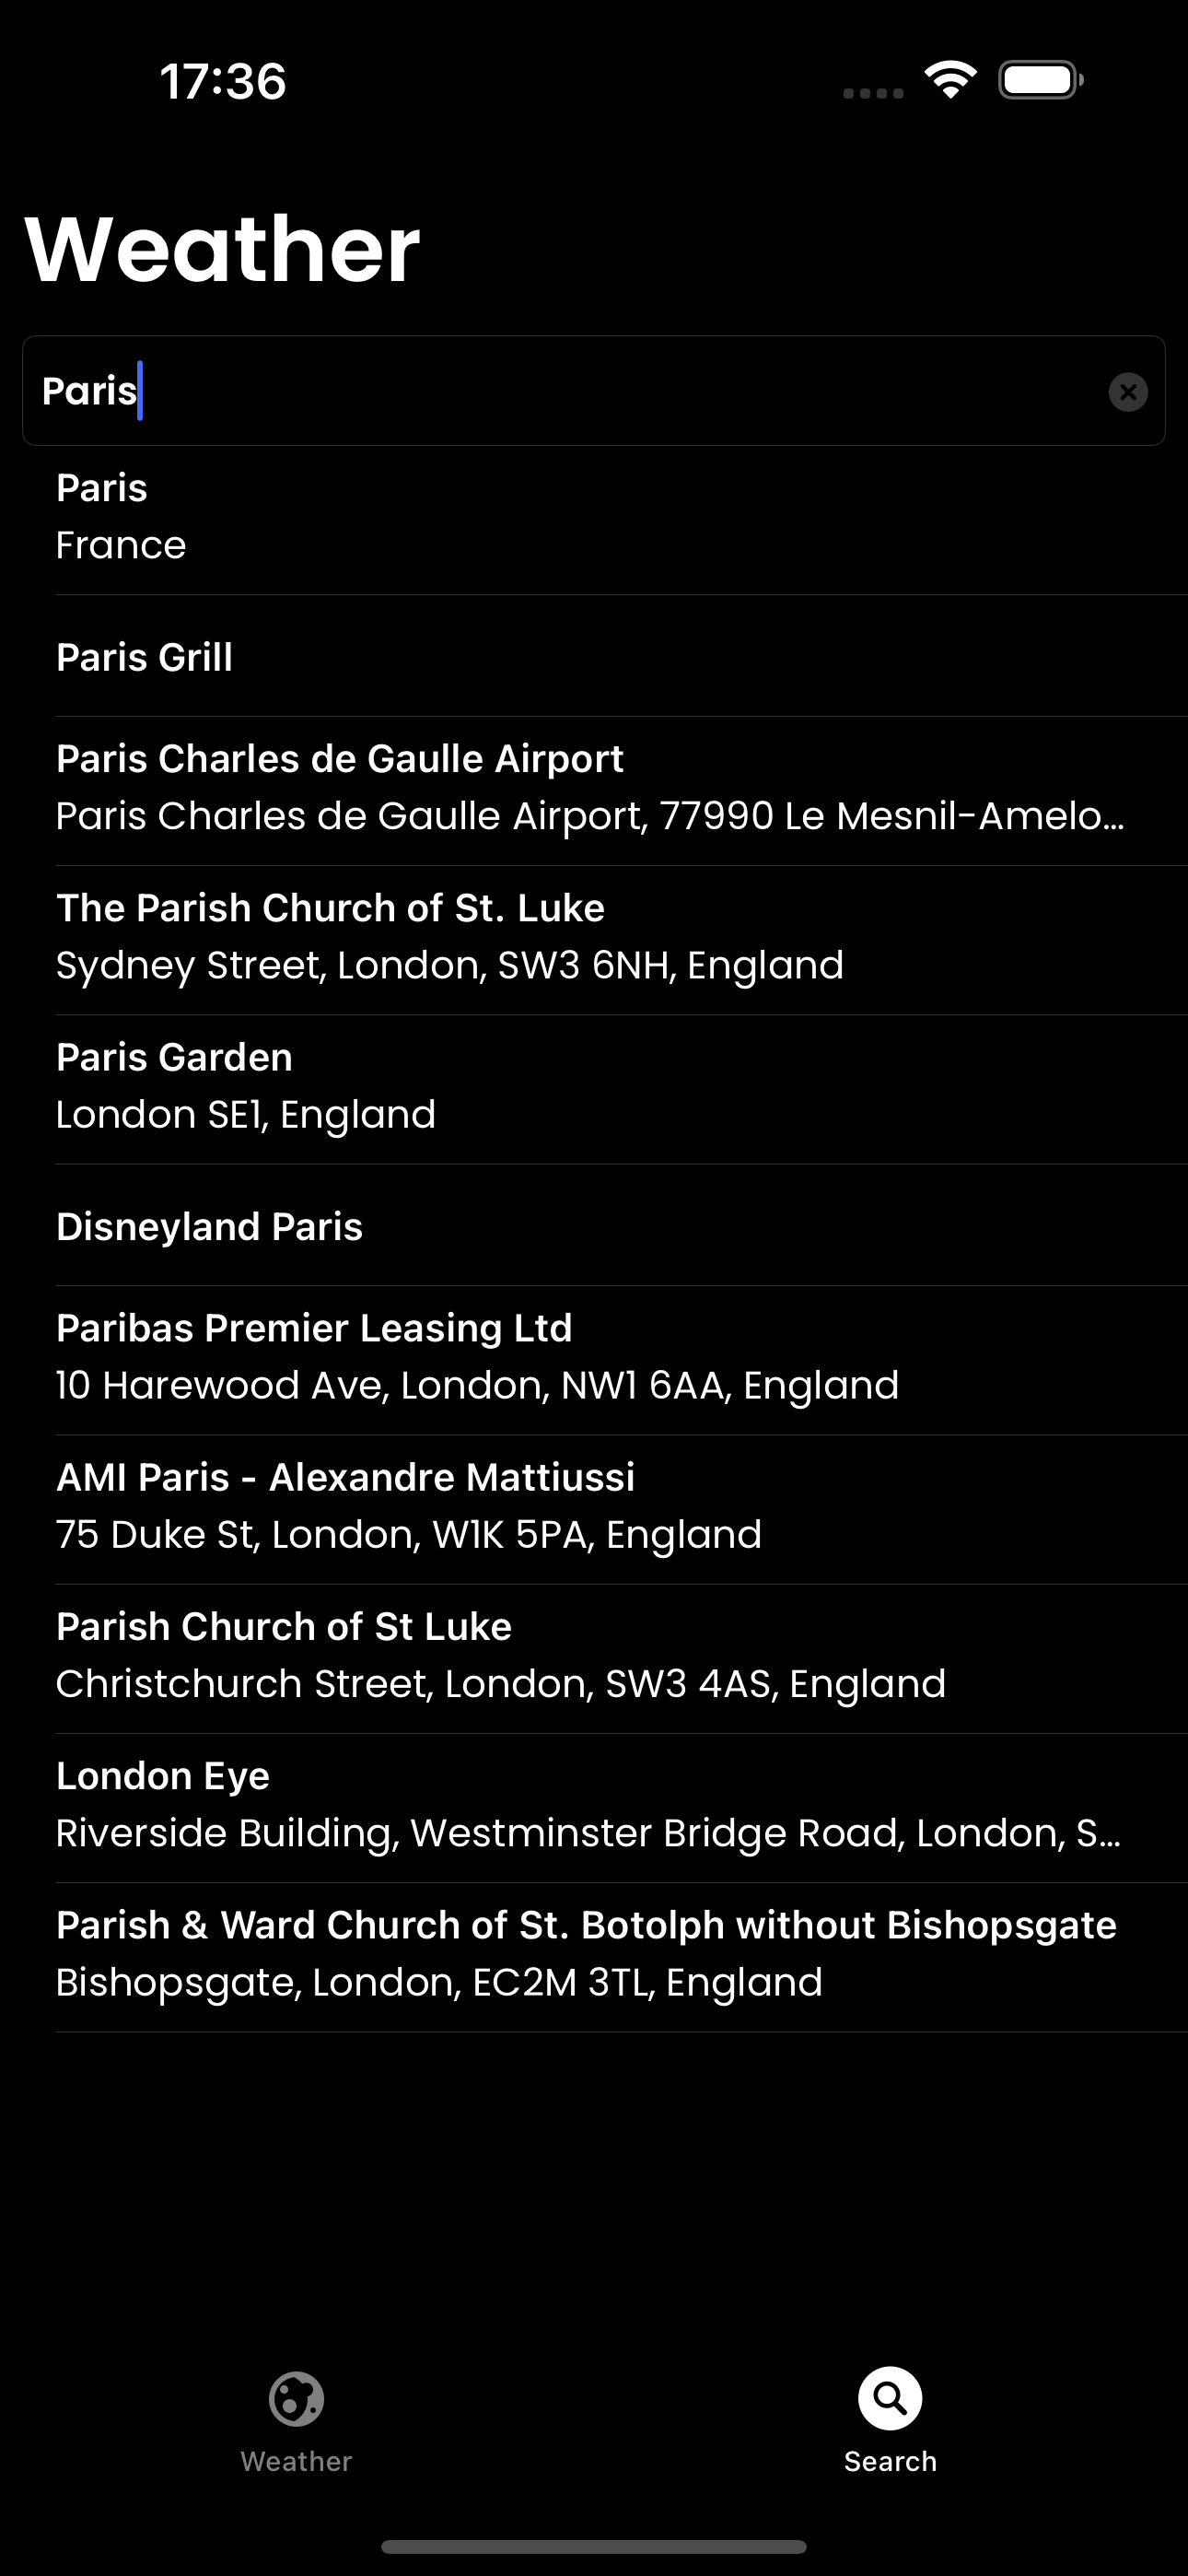 17:36
Weather
Paris
Paris
France
Paris Grill
Paris Charles de Gaulle Airport
Paris Charles de Gaulle Airport, 77990 Le Mesnil-Amelo...
The Parish Church of St. Luke
Sydney Street, London, SW3 6NH, England
Paris Garden
London SE1, England
Disneyland Paris
Paribas Premier Leasing Ltd
10 Harewood Ave, London, NW1 6AA, England
AMI Paris - Alexandre Mattiussi
75 Duke St, London, W1K 5PA, England
Parish Church of St Luke
Christchurch Street, London, SW3 4AS, England
London Eye
Riverside Building, Westminster Bridge Road, London, S...
Parish & Ward Church of St. Botolph without Bishopsgate
Bishopsgate, London, EC2M 3TL, England
Weather
Search